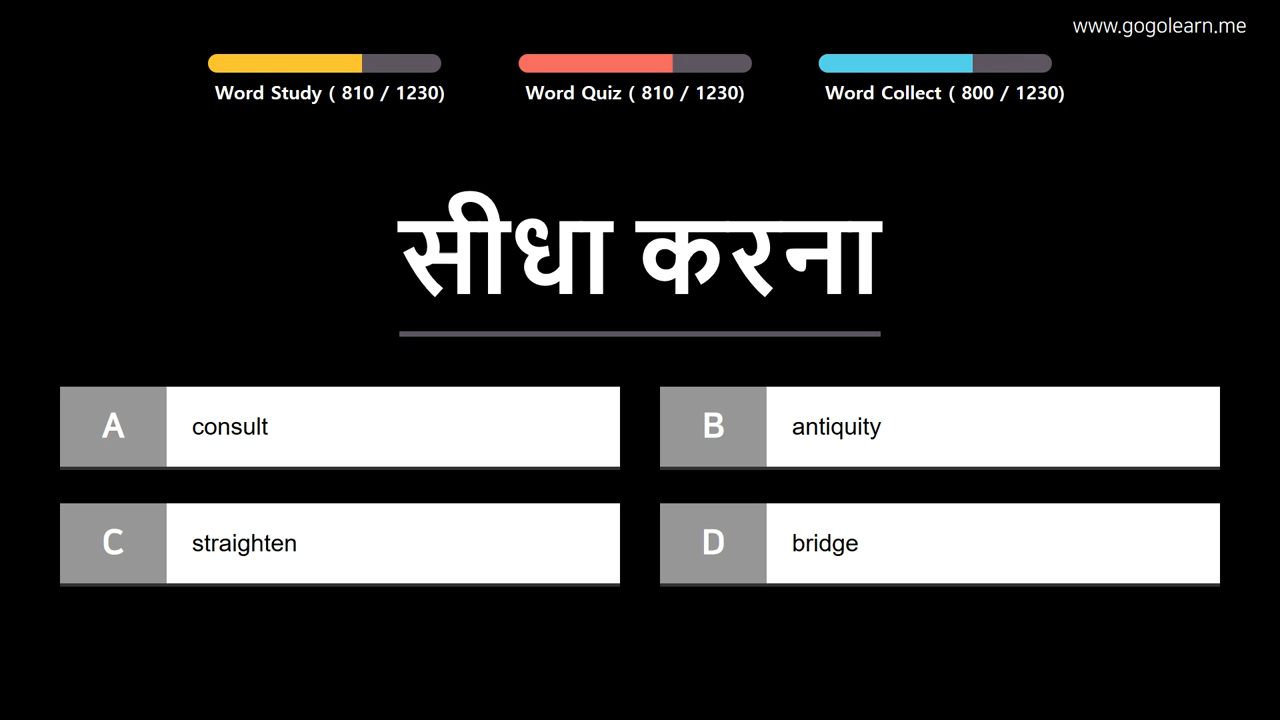 www.gogolearn.me
Word Study ( 810 / 1230)
Word Quiz ( 810 / 1230)
Word Collect ( 800 / 1230)
सीधा करना
A consult
B antiquity
C straighten
D bridge